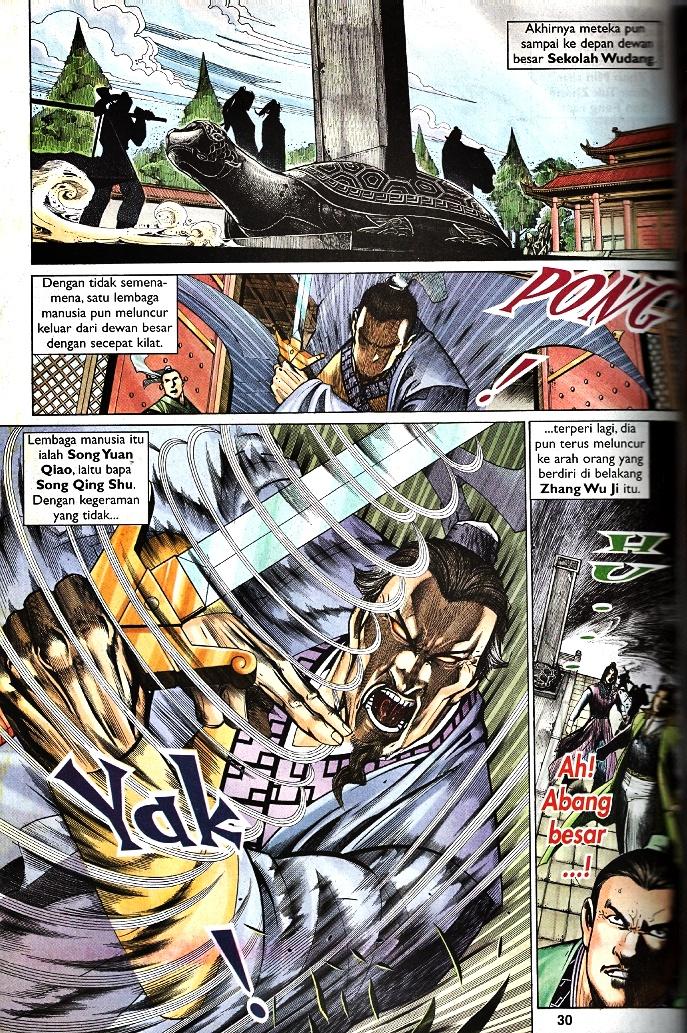 Akhirnya meteka pun
sampai ke depan dewan
besar Sekolah Wudang.
Dengan tidak semena-
mena, satu lembaga
manusia pun meluncur
keluar dari dewan besar
dengan secepat kilat.
PONG
!
Lembaga manusia itu
ialah Song Yuan
Qiao, iaitu bapa
Song Qing Shu.
Dengan kegeraman
yang tidak...
...terperi lagi, dia
pun terus meluncur
ke arah orang yang
berdiri di belakang
Zhang Wu Ji itu.
HU
Yak
!
Ah!
Abang
besar
...!
30